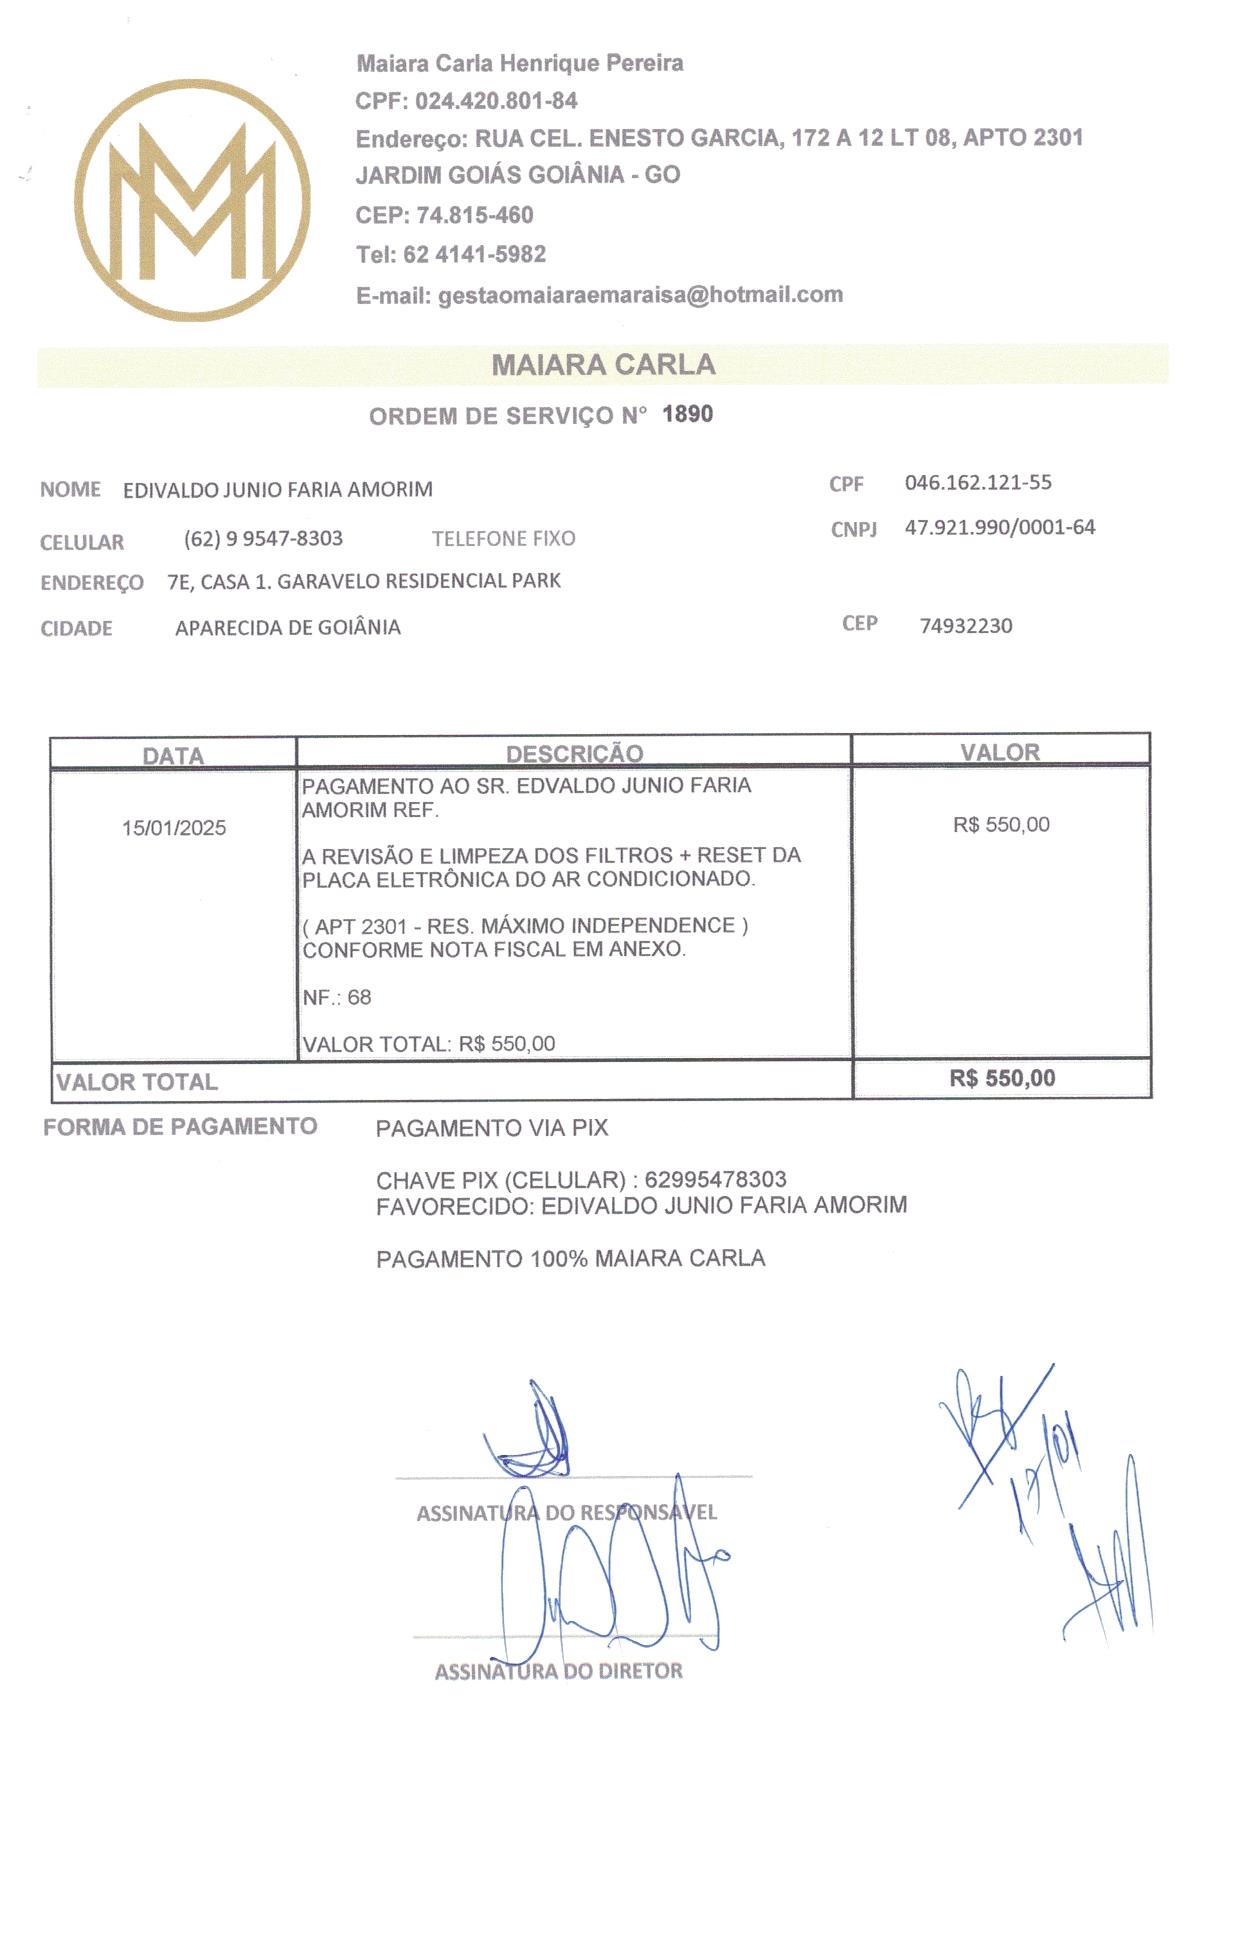 Maiara Carla Henrique Pereira
CPF: 024.420.801-84
Endereço: RUA CEL. ENESTO GARCIA, 172 A 12 LT 08, APTO 2301
JARDIM GOIÁS GOIÂNIA - GO
CEP: 74.815-460
Tel: 62 4141-5982
E-mail: gestaomaiaraemaraisa@hotmail.com
MAIARA CARLA
ORDEM DE SERVIÇO N° 1890
NOME EDIVALDO JUNIO FARIA AMORIM CPF 046.162.121-55
CELULAR (62) 9 9547-8303 TELEFONE FIXO CNPJ 47.921.990/0001-64
ENDEREÇO 7E, CASA 1. GARAVELO RESIDENCIAL PARK
CIDADE APARECIDA DE GOIÂNIA CEP 74932230
DATA DESCRIÇÃO VALOR
PAGAMENTO AO SR. EDVALDO JUNIO FARIA
AMORIM REF.
15/01/2025 R$ 550,00
A REVISÃO E LIMPEZA DOS FILTROS + RESET DA
PLACA ELETRÔNICA DO AR CONDICIONADO.
( APT 2301 - RES. MÁXIMO INDEPENDENCE )
CONFORME NOTA FISCAL EM ANEXO.
NF.: 68
VALOR TOTAL: R$ 550,00
VALOR TOTAL R$ 550,00
FORMA DE PAGAMENTO PAGAMENTO VIA PIX
CHAVE PIX (CELULAR) : 62995478303
FAVORECIDO: EDIVALDO JUNIO FARIA AMORIM
PAGAMENTO 100% MAIARA CARLA
17/01
ASSINATURA DO RESPONSAVEL
ASSINATURA DO DIRETOR